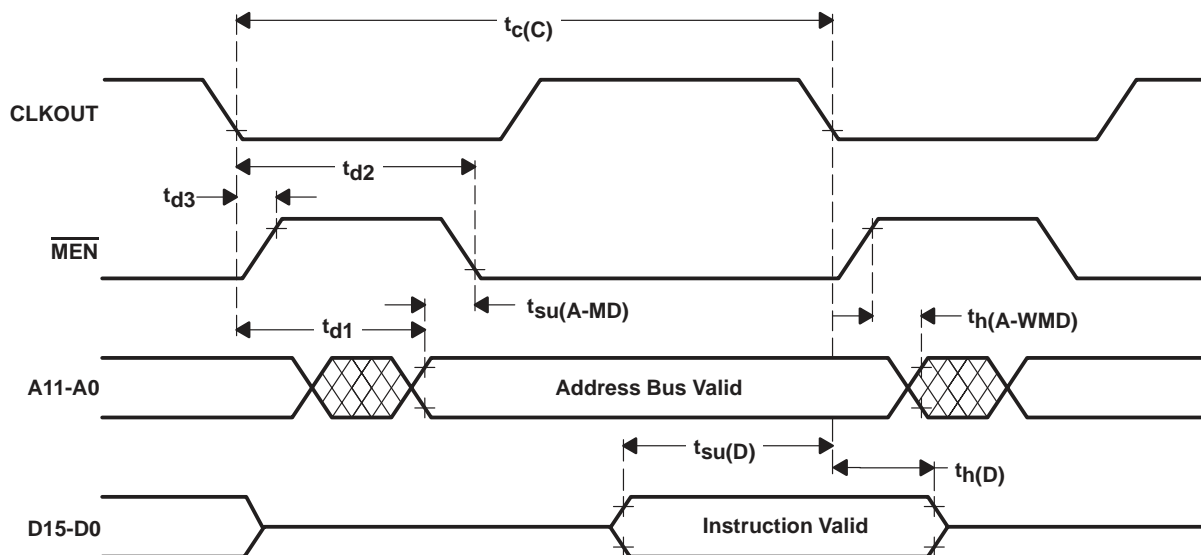 tc(C)
CLKOUT
td2
td3
MEN
tsu(A-MD)
td1
th(A-WMD)
A11-A0
Address Bus Valid
tsu(D)
th(D)
D15-D0
Instruction Valid